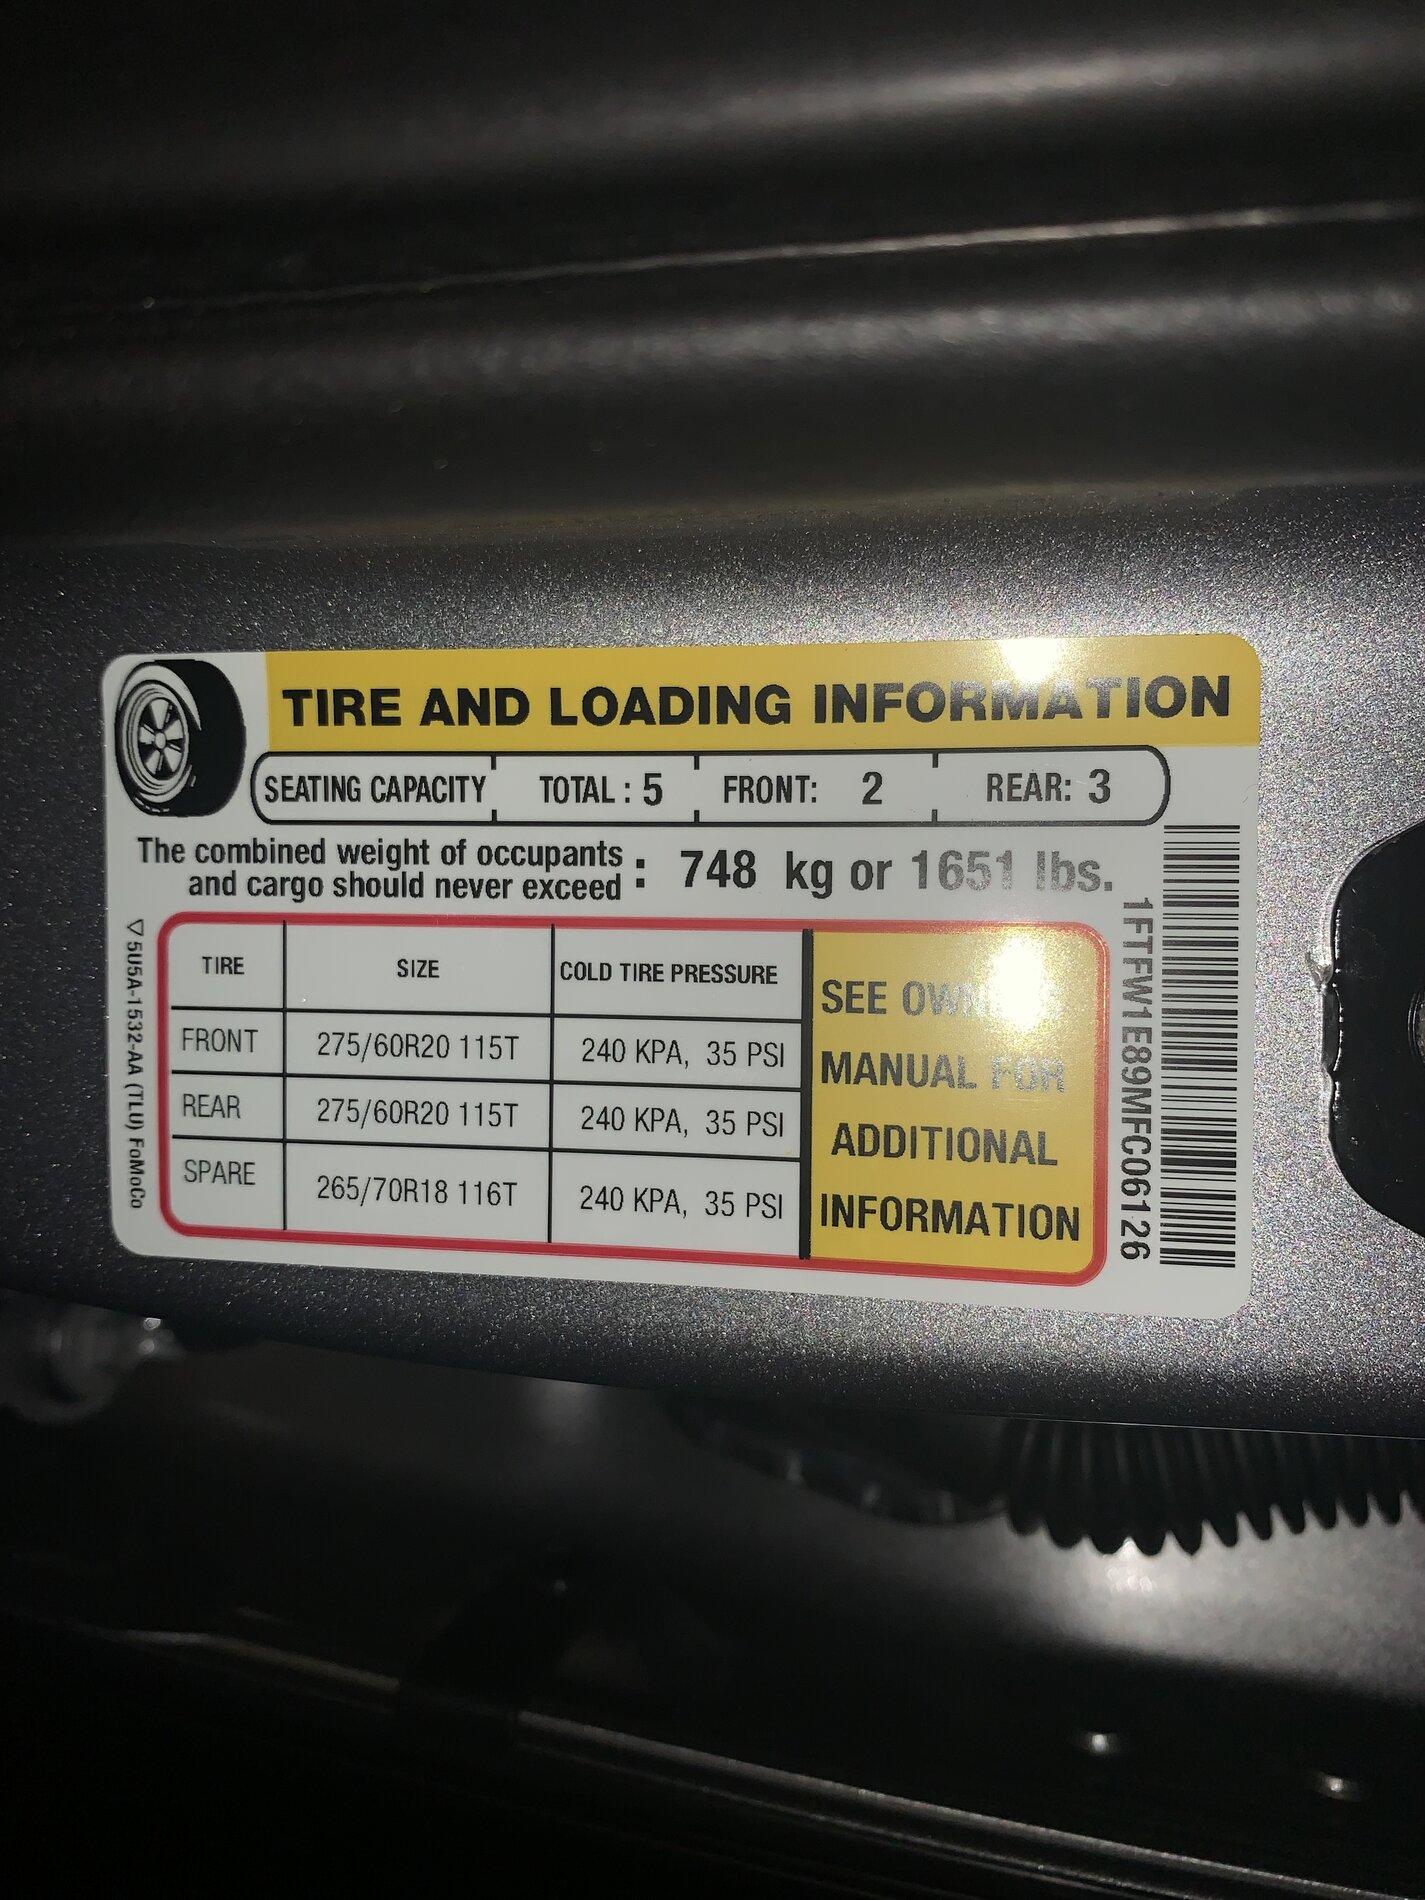 TIRE AND LOADING INFORMATION
SEATING CAPACITY TOTAL : 5 FRONT: 2 REAR: 3
The combined weight of occupants
and cargo should never exceed : 748 kg or 1651 lbs.
TIRE SIZE COLD TIRE PRESSURE
FRONT 275/60R20 115T 240 KPA, 35 PSI
REAR 275/60R20 115T 240 KPA, 35 PSI
SPARE 265/70R18 116T 240 KPA, 35 PSI
SEE
MANUAL FOR
ADDITIONAL
INFORMATION
5U5A-1532-AA (TLU) FoMoCo
1FTFW1E89MFC06126